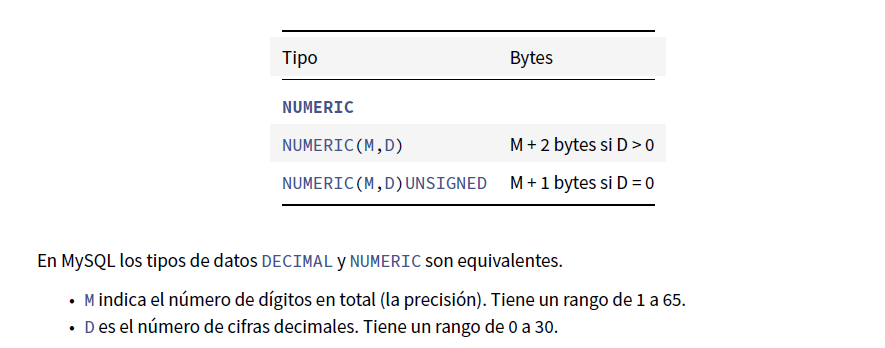 Tipo Bytes
NUMERIC
NUMERIC(M,D) M + 2 bytes si D > 0
NUMERIC(M,D)UNSIGNED M + 1 bytes si D = 0
En MySQL los tipos de datos DECIMAL y NUMERIC son equivalentes.
• M indica el número de dígitos en total (la precisión). Tiene un rango de 1 a 65.
• D es el número de cifras decimales. Tiene un rango de 0 a 30.